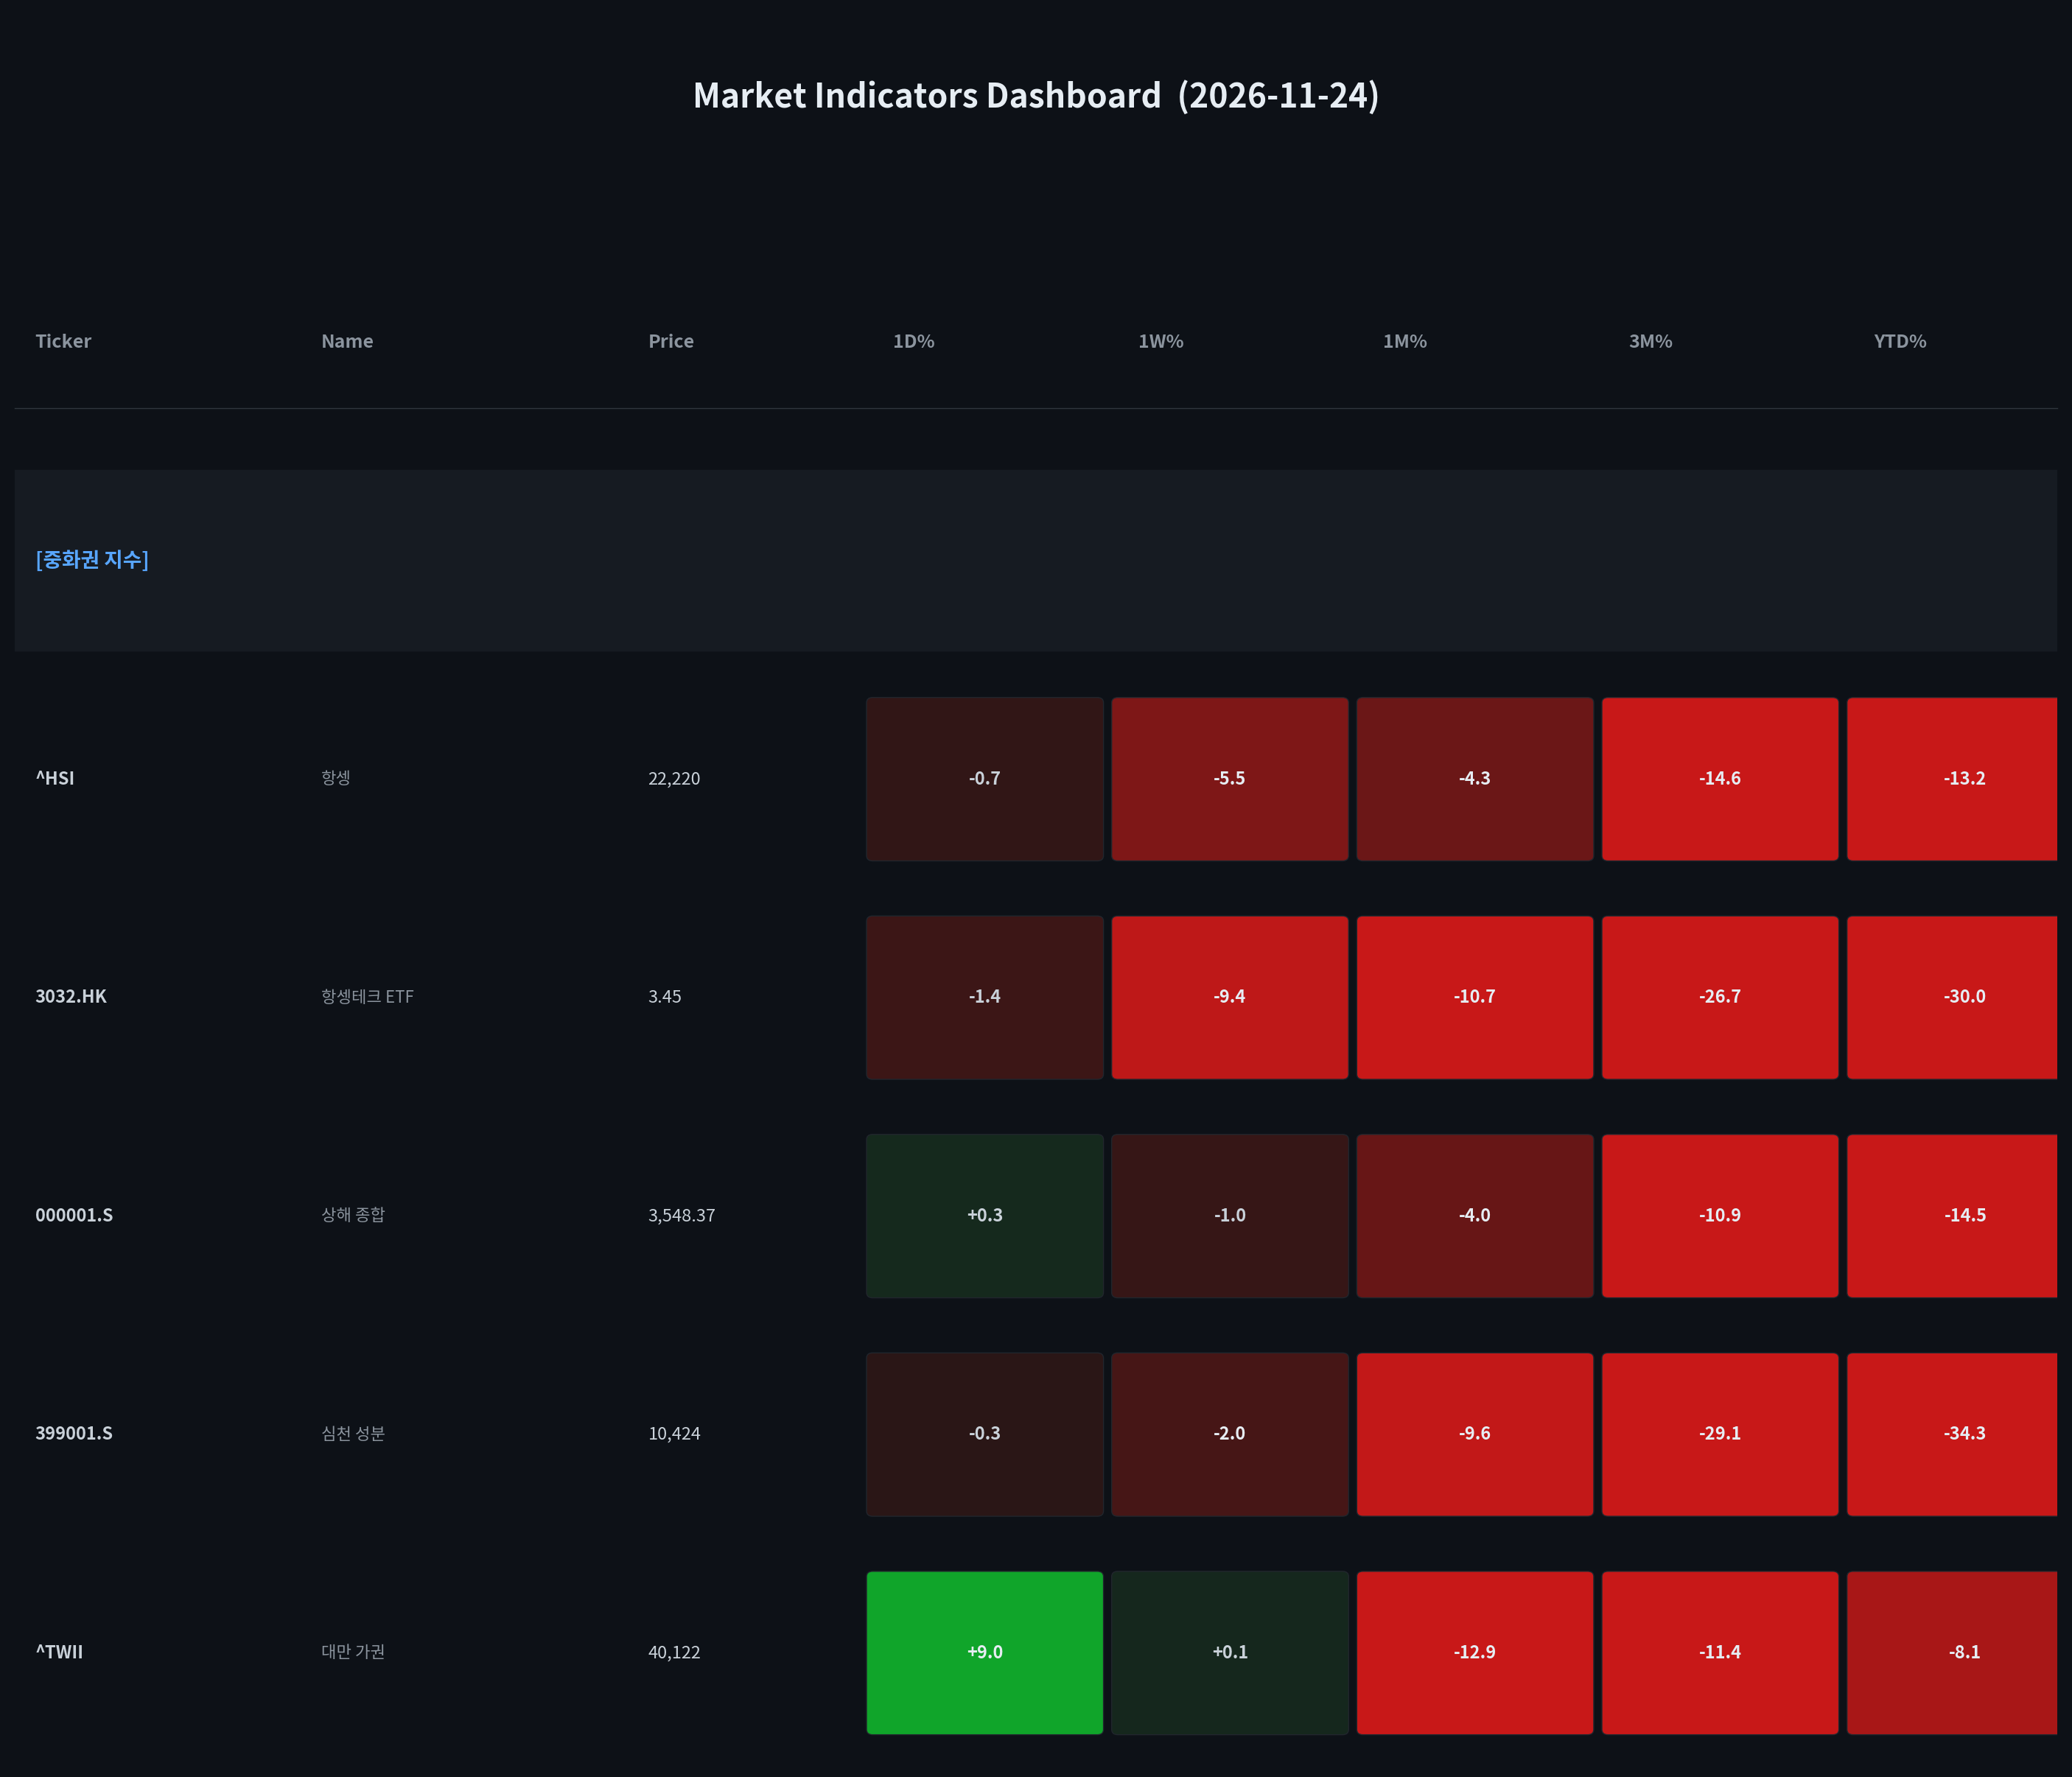 Market Indicators Dashboard (2026-11-24)
Ticker Name Price 1D% 1W% 1M% 3M% YTD%
[중화권 지수]
^HSI 항셍 22,220 -0.7 -5.5 -4.3 -14.6 -13.2
3032.HK 항셍테크 ETF 3.45 -1.4 -9.4 -10.7 -26.7 -30.0
000001.S 상해 종합 3,548.37 +0.3 -1.0 -4.0 -10.9 -14.5
399001.S 심천 성분 10,424 -0.3 -2.0 -9.6 -29.1 -34.3
^TWII 대만 가권 40,122 +9.0 +0.1 -12.9 -11.4 -8.1